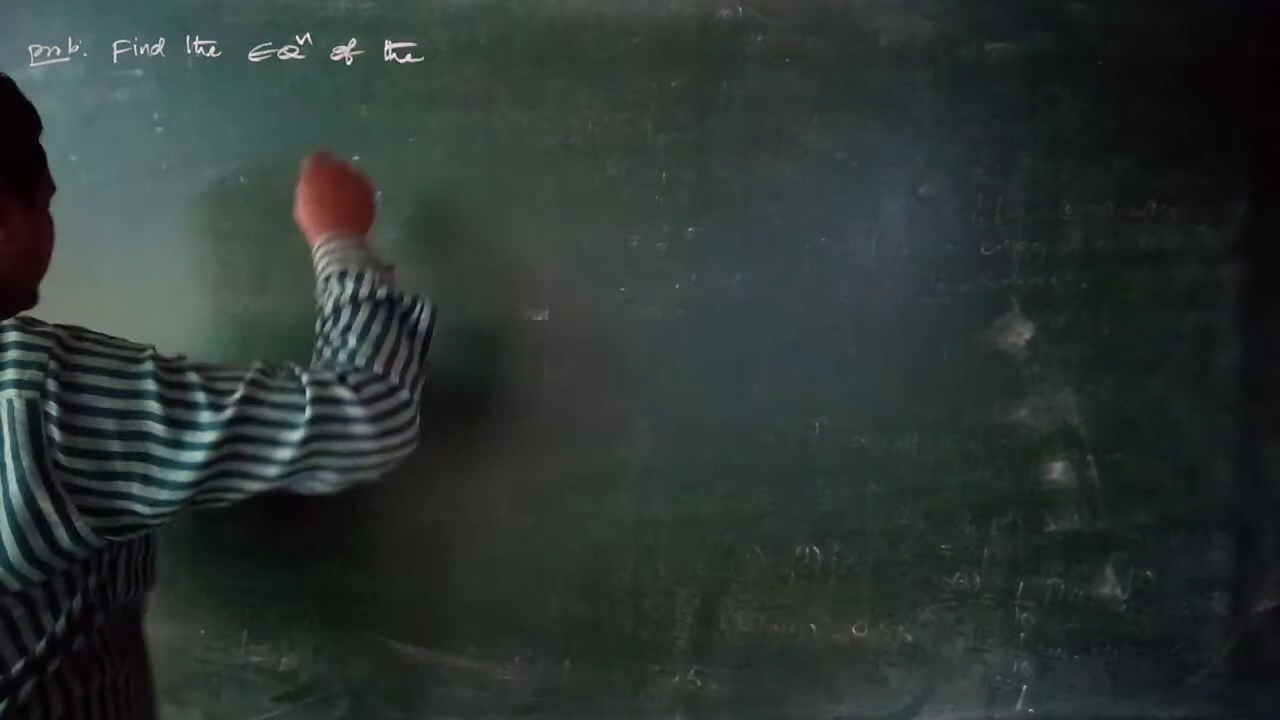 prob. Find the EQⁿ of the